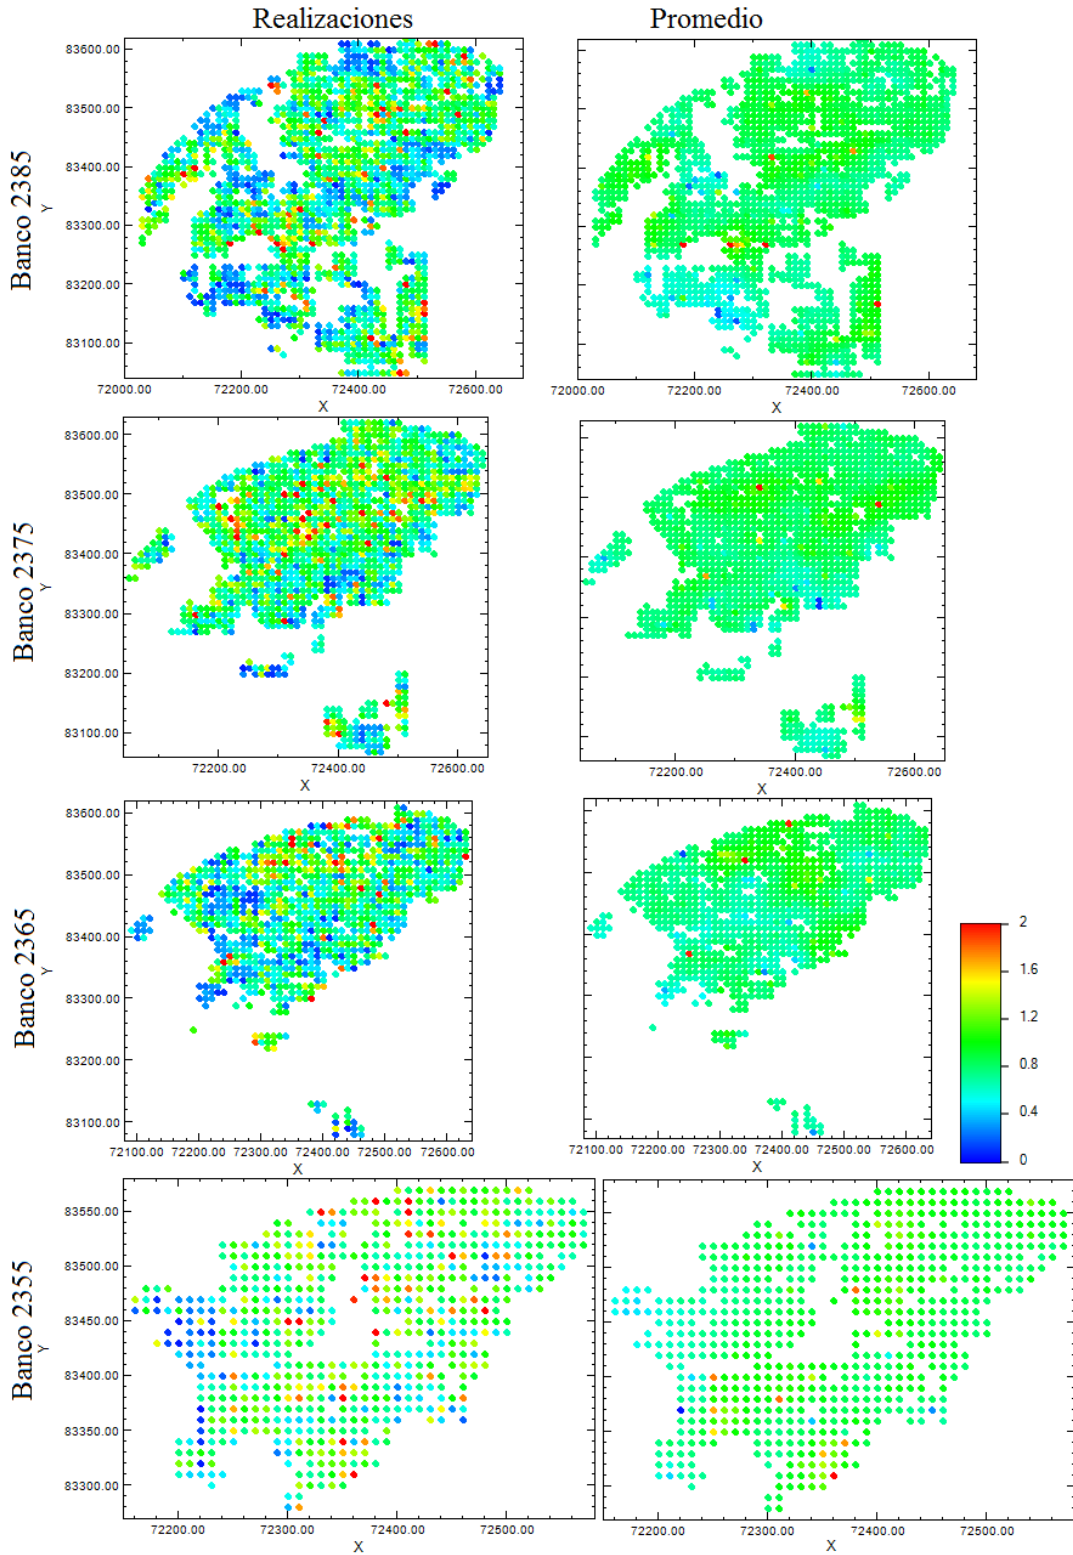 Realizaciones Promedio
Banco 2385
Y
83600.00
83500.00
83400.00
83300.00
83200.00
83100.00
72000.00 72200.00 72400.00 72600.00
X
72000.00 72200.00 72400.00 72600.00
X
Banco 2375
Y
83600.00
83500.00
83400.00
83300.00
83200.00
83100.00
72200.00 72400.00 72600.00
X
72200.00 72400.00 72600.00
X
Banco 2365
Y
83600.00
83500.00
83400.00
83300.00
83200.00
83100.00
72100.00 72200.00 72300.00 72400.00 72500.00 72600.00
X
72100.00 72200.00 72300.00 72400.00 72500.00 72600.00
X
2
1.6
1.2
0.8
0.4
0
Banco 2355
Y
83550.00
83500.00
83450.00
83400.00
83350.00
83300.00
72200.00 72300.00 72400.00 72500.00
X
72200.00 72300.00 72400.00 72500.00
X